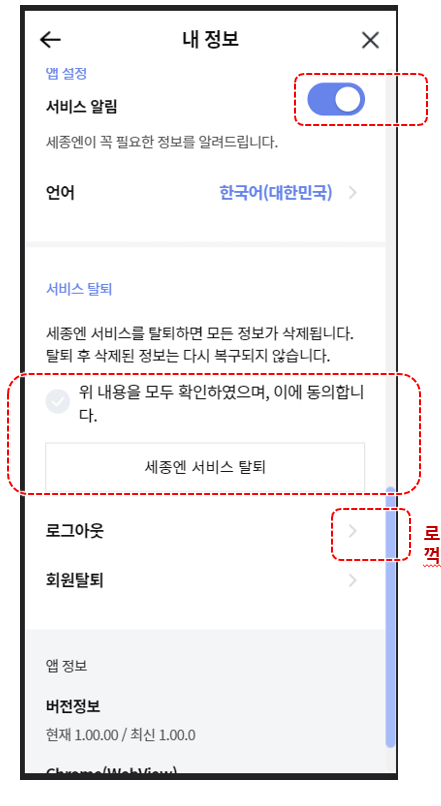 내 정보
앱 설정
서비스 알림
세종엔이 꼭 필요한 정보를 알려드립니다.
언어 한국어(대한민국)
서비스 탈퇴
세종엔 서비스를 탈퇴하면 모든 정보가 삭제됩니다.
탈퇴 후 삭제된 정보는 다시 복구되지 않습니다.
위 내용을 모두 확인하였으며, 이에 동의합니
다.
세종엔 서비스 탈퇴
로그아웃
로
꺽
회원탈퇴
앱 정보
버전정보
현재 1.00.00 / 최신 1.00.0
Chrome(WebView)